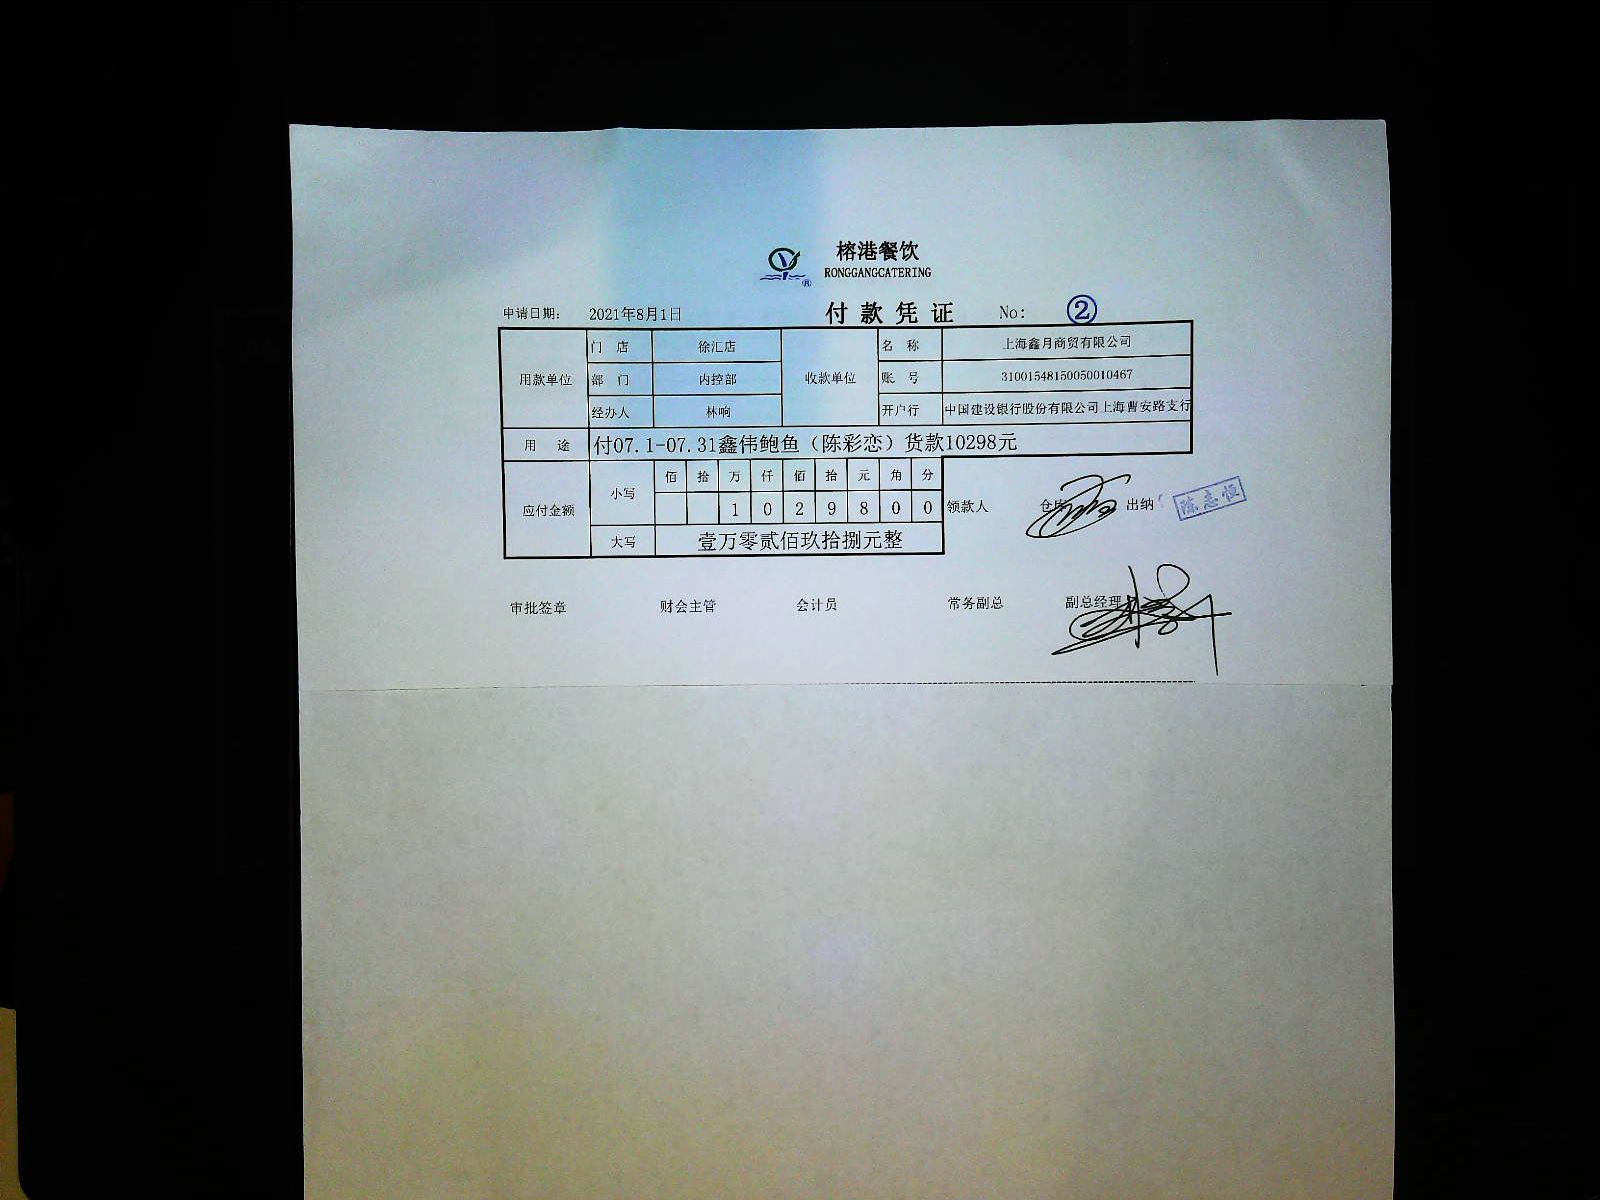 榕港餐饮
RONGGANGCATERING
®
申请日期： 2021年8月1日 付款凭证 No: ②
用款单位 门 店 徐汇店 收款单位 名 称 上海鑫月商贸有限公司
部 门 内控部 账 号 31001548150050010467
经办人 林响 开户行 中国建设银行股份有限公司上海曹安路支行
用 途 付07.1-07.31鑫伟鲍鱼（陈彩恋）货款10298元
应付金额 小写 佰 拾 万 仟 佰 拾 元 角 分
1 0 2 9 8 0 0 领款人 仓库 出纳 陈志恒
大写 壹万零贰佰玖拾捌元整
审批签章 财会主管 会计员 常务副总 副总经理